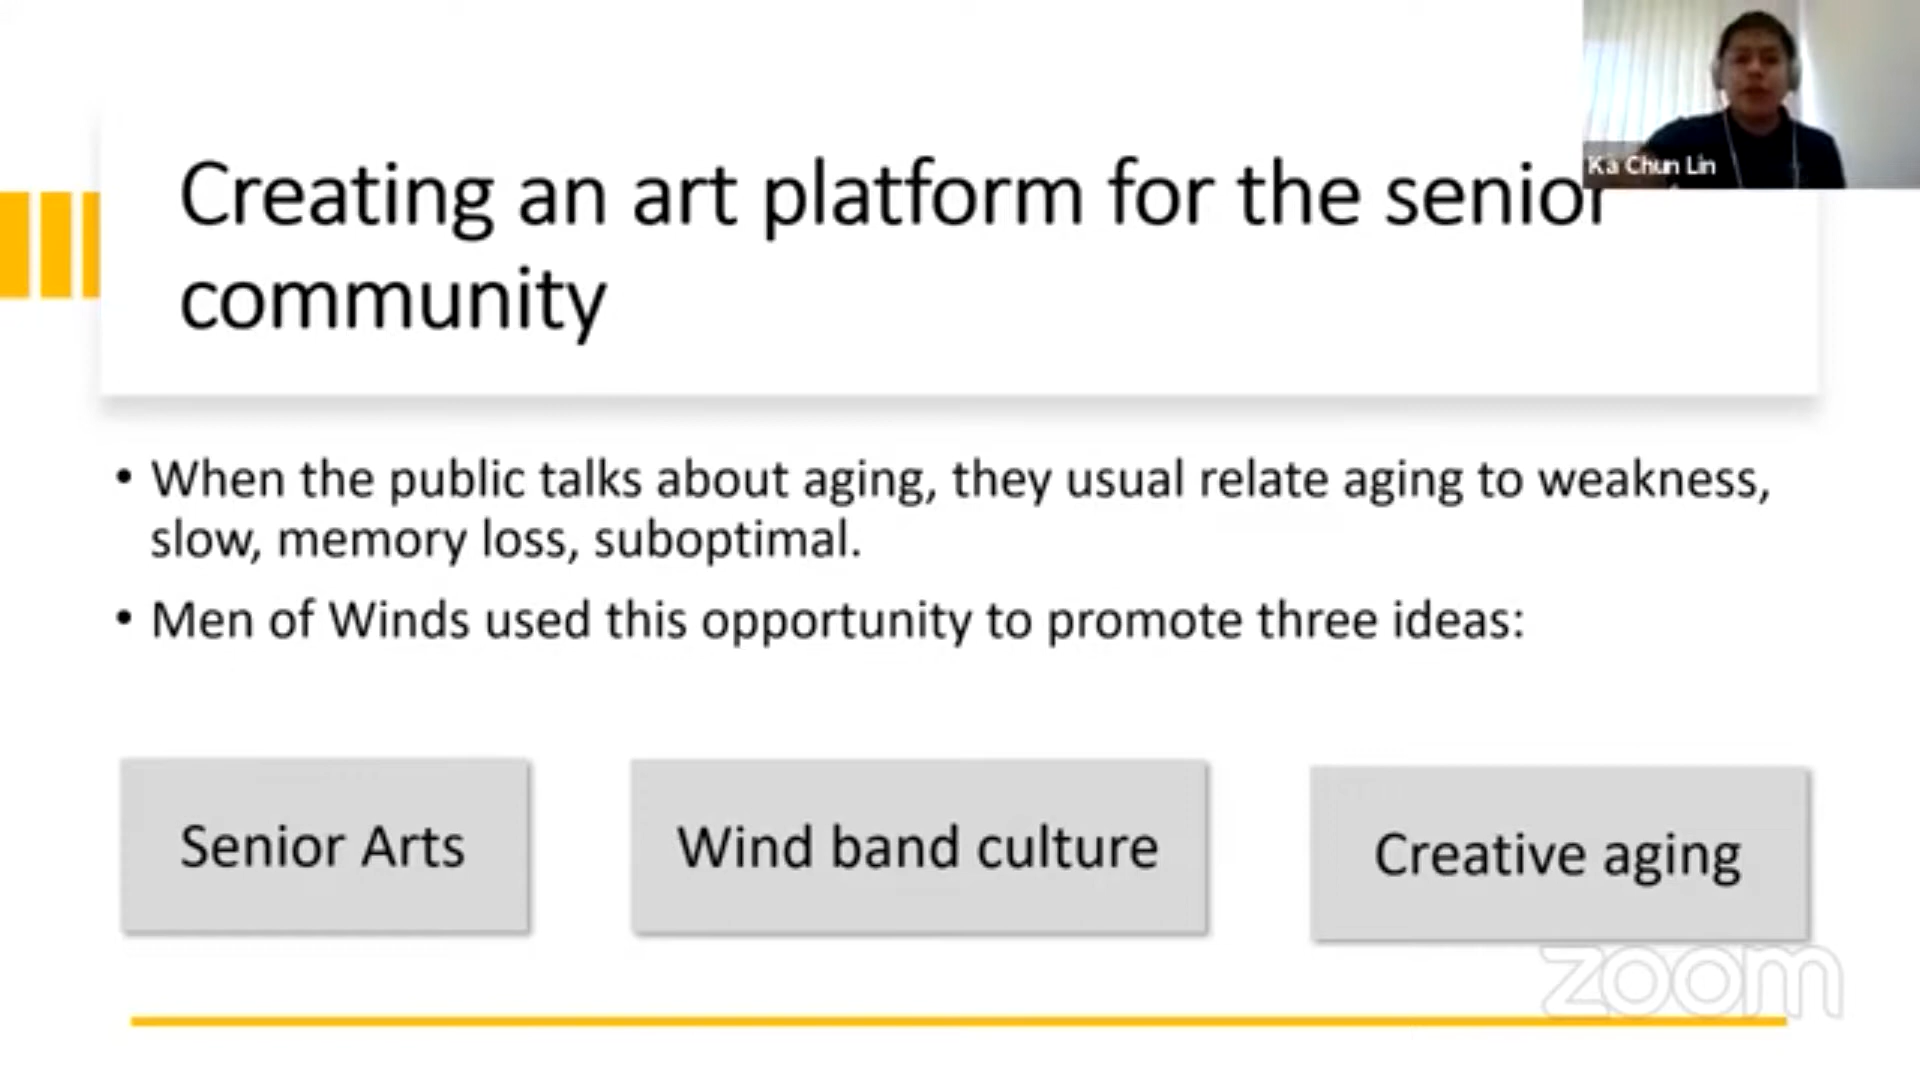 Ka Chun Lin
Creating an art platform for the senior
community
• When the public talks about aging, they usual relate aging to weakness,
slow, memory loss, suboptimal.
• Men of Winds used this opportunity to promote three ideas:
Senior Arts
Wind band culture
Creative aging
zoom